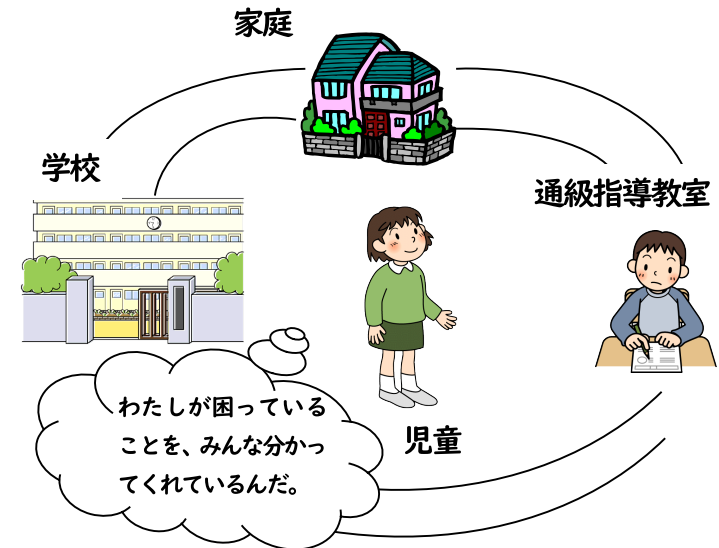 家庭
学校
通級指導教室
わたしが困っている
ことを、みんな分かっ
てくれているんだ。
児童